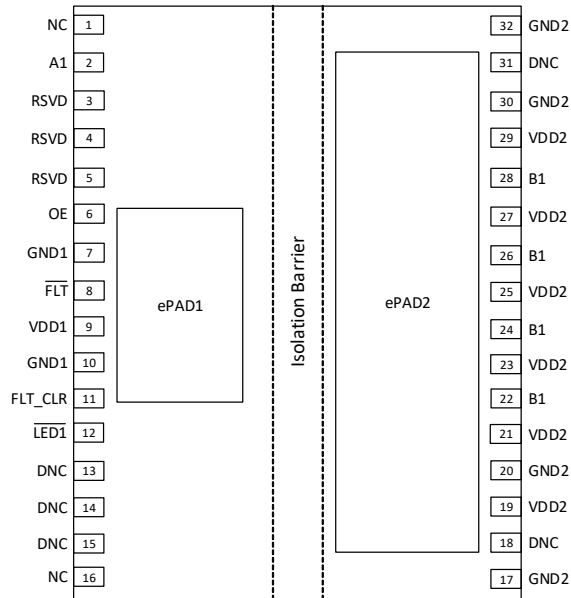 NC 1
A1 2
RSVD 3
RSVD 4
RSVD 5
OE 6
GND1 7
FLT 8
VDD1 9
GND1 10
FLT_CLR 11
LED1 12
DNC 13
DNC 14
DNC 15
NC 16
ePAD1
Isolation Barrier
ePAD2
32 GND2
31 DNC
30 GND2
29 VDD2
28 B1
27 VDD2
26 B1
25 VDD2
24 B1
23 VDD2
22 B1
21 VDD2
20 GND2
19 VDD2
18 DNC
17 GND2